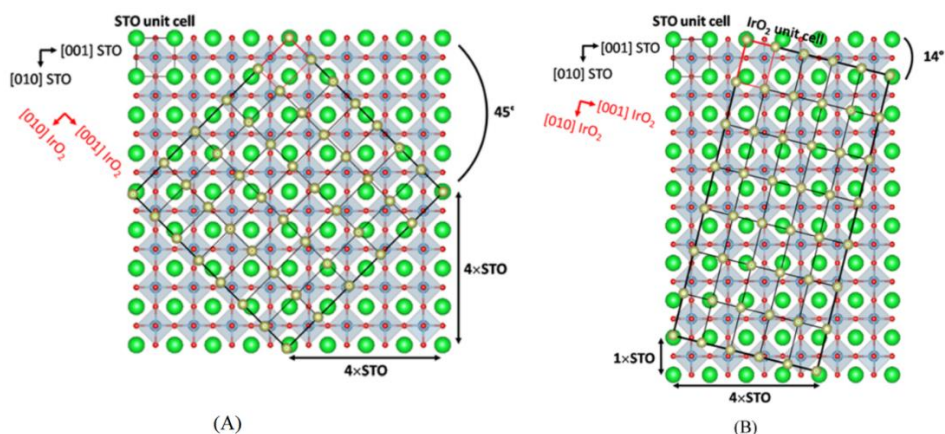 STO unit cell
[001] STO
[010] STO
[010] IrO₂
[001] IrO₂
45°
4×STO
4×STO
(A)
STO unit cell
IrO₂ unit cell
[001] STO
[010] STO
14°
[001] IrO₂
[010] IrO₂
1×STO
4×STO
(B)